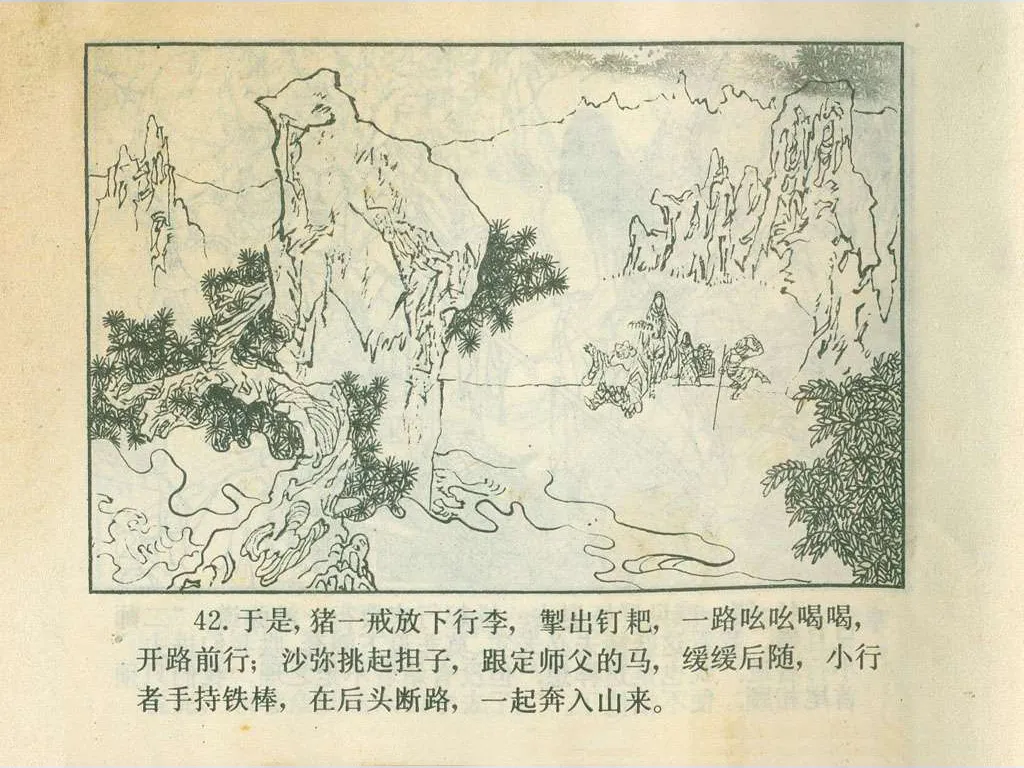 42. 于是, 猪一戒放下行李, 掣出钉耙, 一路吆吆喝喝,
开路前行; 沙弥挑起担子, 跟定师父的马, 缓缓后随, 小行
者手持铁棒, 在后头断路, 一起奔入山来。